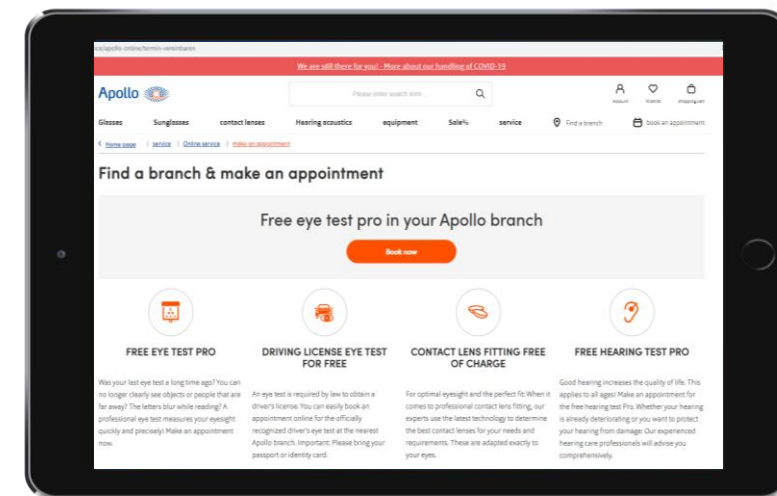 ice/apollo-online/termin-vereinbaren
We are still there for you! - More about our handling of COVID-19
Apollo
Please enter search term ...
Account
Wishlist
shopping cart
Glasses Sunglasses contact lenses Hearing acoustics equipment Sale% service Find a branch book an appointment
Home page | service | Online service | make an appointment
Find a branch & make an appointment
Free eye test pro in your Apollo branch
Book now
FREE EYE TEST PRO
Was your last eye test a long time ago? You can
no longer clearly see objects or people that are
far away? The letters blur while reading? A
professional eye test measures your eyesight
quickly and precisely! Make an appointment
now.
DRIVING LICENSE EYE TEST
FOR FREE
An eye test is required by law to obtain a
driver's license. You can easily book an
appointment online for the officially
recognized driver's eye test at the nearest
Apollo branch. Important: Please bring your
passport or identity card.
CONTACT LENS FITTING FREE
OF CHARGE
For optimal eyesight and the perfect fit: When it
comes to professional contact lens fitting, our
experts use the latest technology to determine
the best contact lenses for your needs and
requirements. These are adapted exactly to
your eyes.
FREE HEARING TEST PRO
Good hearing increases the quality of life. This
applies to all ages! Make an appointment for
the free hearing test Pro. Whether your hearing
is already deteriorating or you want to protect
your hearing from damage: Our experienced
hearing care professionals will advise you
comprehensively.